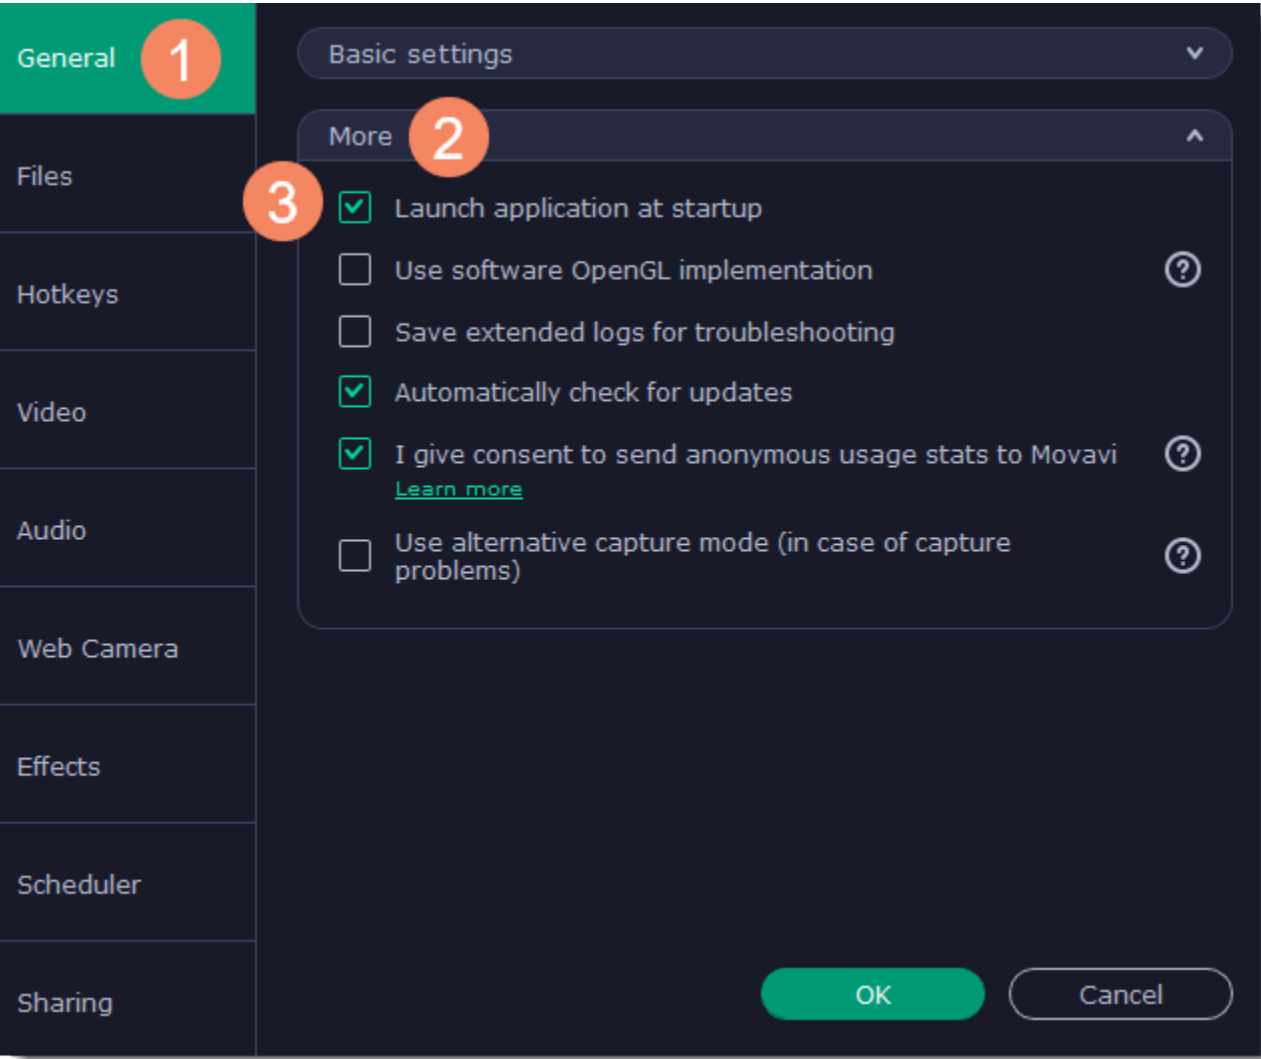 General 1
Files
Hotkeys
Video
Audio
Web Camera
Effects
Scheduler
Sharing
Basic settings
More 2
3 Launch application at startup
Use software OpenGL implementation ?
Save extended logs for troubleshooting
Automatically check for updates
I give consent to send anonymous usage stats to Movavi ?
Learn more
Use alternative capture mode (in case of capture ?
problems)
OK Cancel